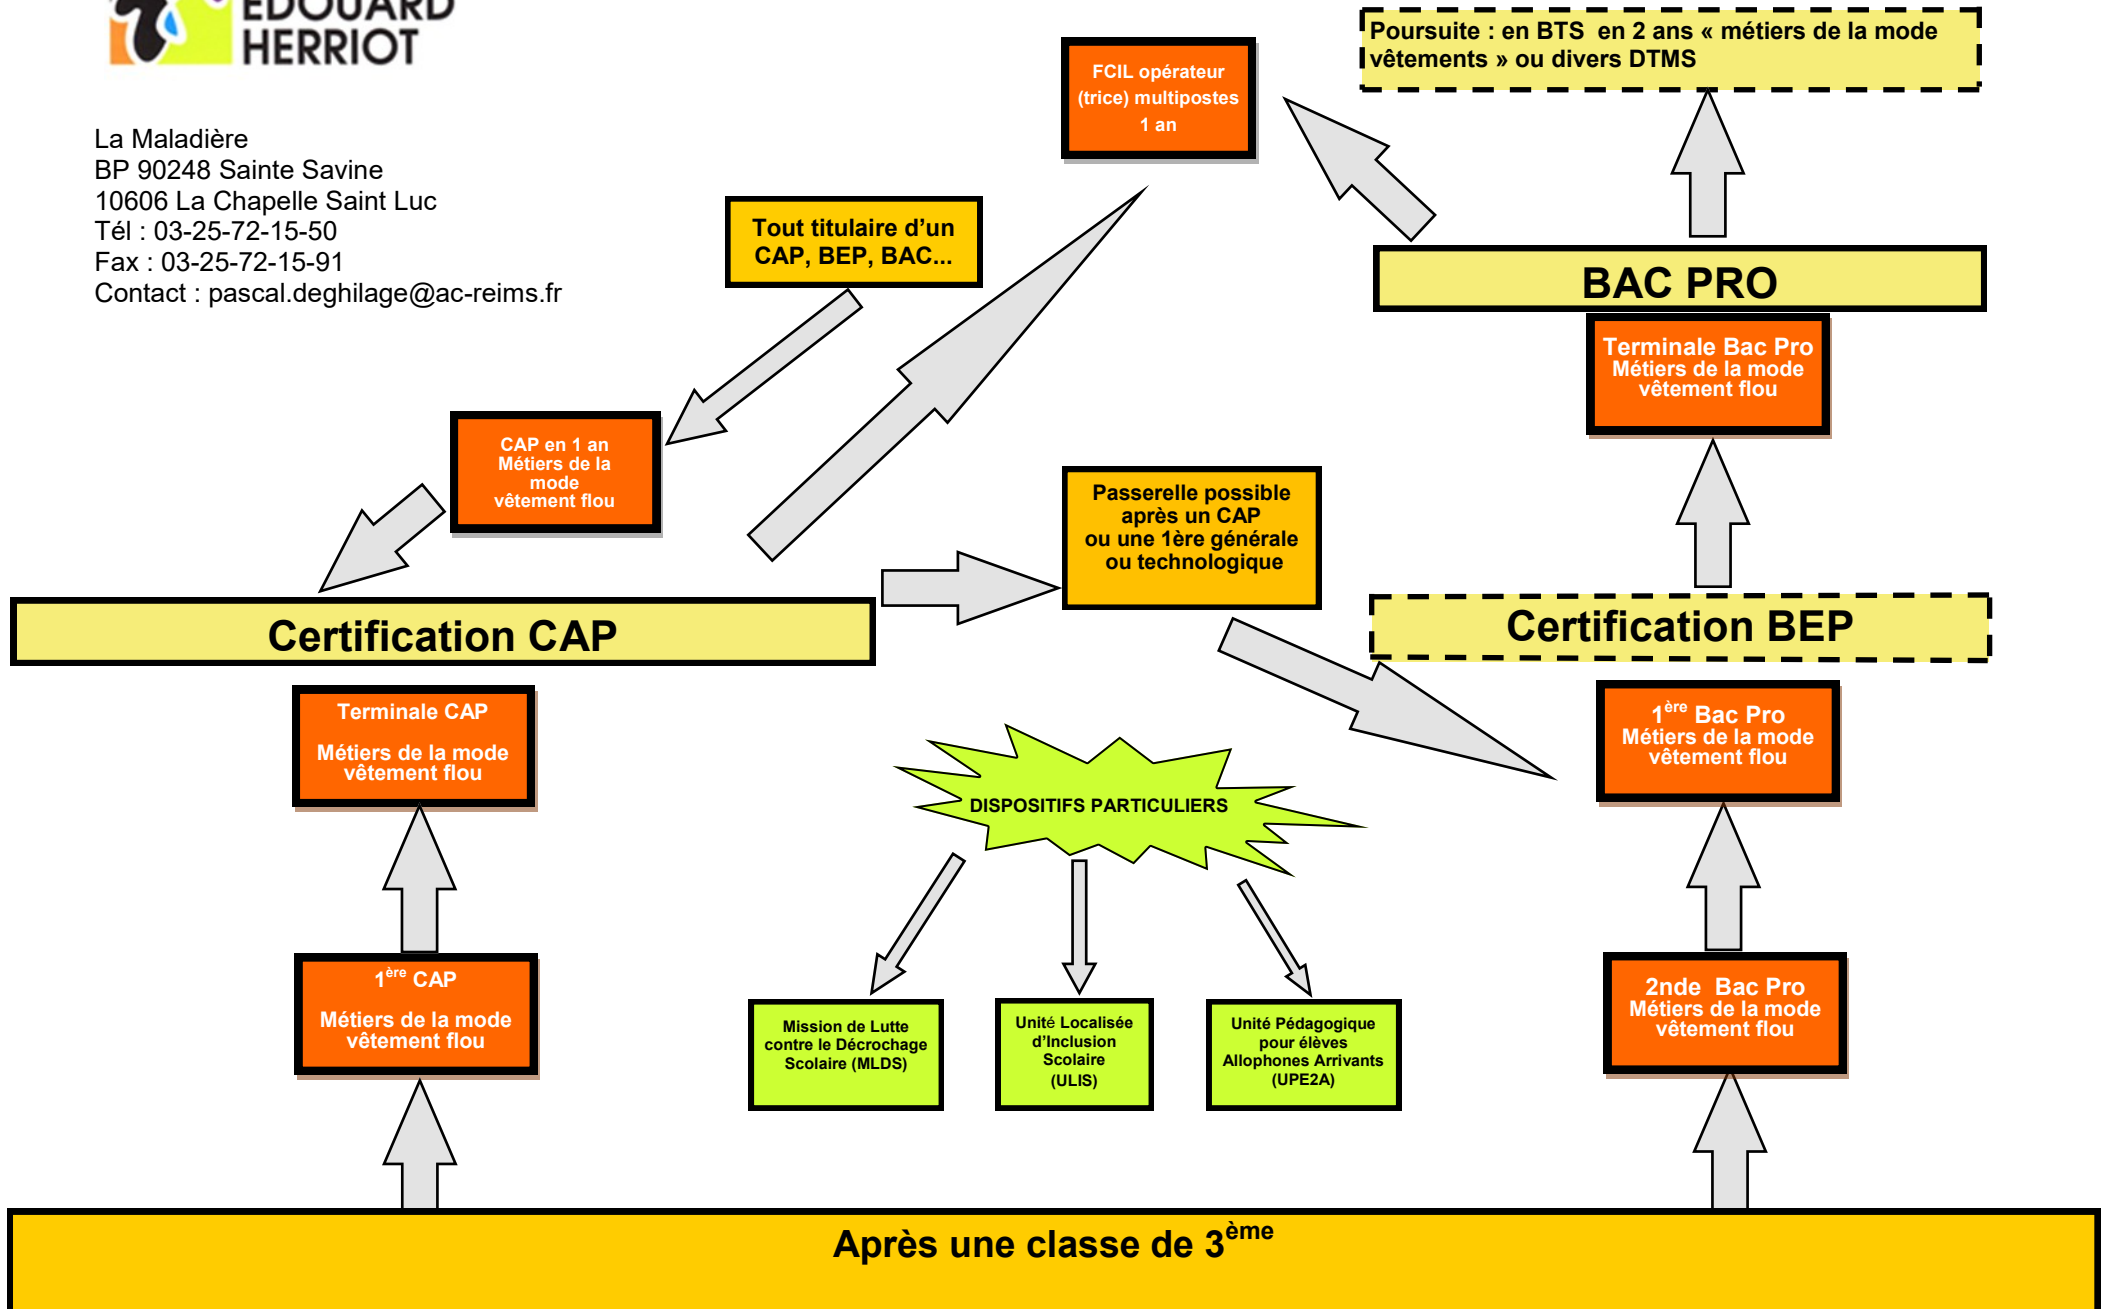 EDOUARD
HERRIOT
La Maladière
BP 90248 Sainte Savine
10606 La Chapelle Saint Luc
Tél : 03-25-72-15-50
Fax : 03-25-72-15-91
Contact : pascal.deghilage@ac-reims.fr
FCIL opérateur
(trice) multipostes
1 an
Poursuite : en BTS  en 2 ans « métiers de la mode
vêtements » ou divers DTMS
Tout titulaire d’un
CAP, BEP, BAC...
BAC PRO
Terminale Bac Pro
Métiers de la mode
vêtement flou
CAP en 1 an
Métiers de la
mode
vêtement flou
Passerelle possible
après un CAP
ou une 1ère générale
ou technologique
Certification CAP
Certification BEP
Terminale CAP
Métiers de la mode
vêtement flou
1ère Bac Pro
Métiers de la mode
vêtement flou
DISPOSITIFS PARTICULIERS
1ère CAP
Métiers de la mode
vêtement flou
2nde  Bac Pro
Métiers de la mode
vêtement flou
Mission de Lutte
contre le Décrochage
Scolaire (MLDS)
Unité Localisée
d’Inclusion
Scolaire
(ULIS)
Unité Pédagogique
pour élèves
Allophones Arrivants
(UPE2A)
Après une classe de 3ème